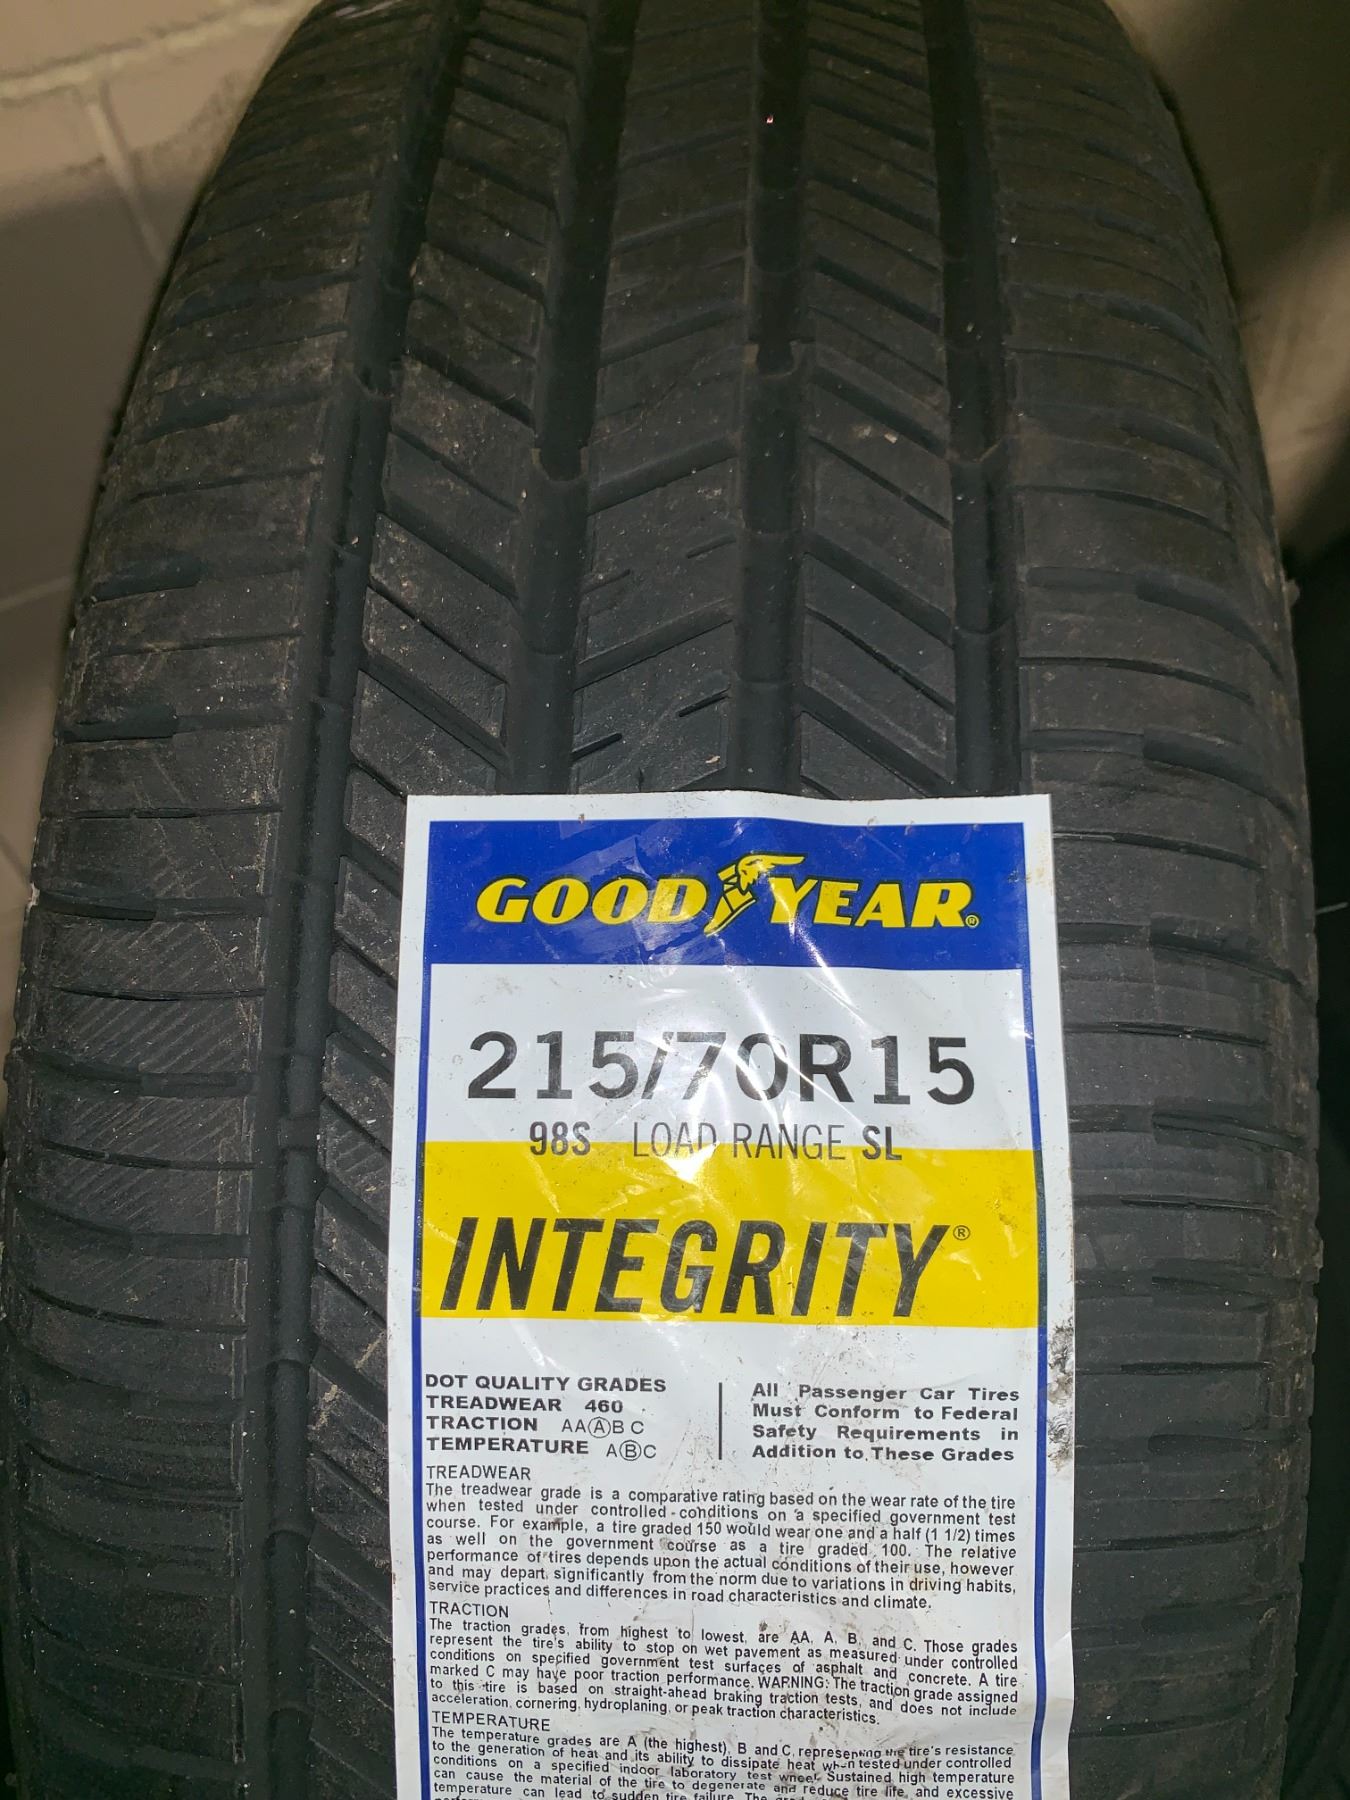 GOODYEAR®
215/70R15
98S LOAD RANGE SL
INTEGRITY®
DOT QUALITY GRADES
TREADWEAR 460
TRACTION AA A B C
TEMPERATURE A B C
All Passenger Car Tires
Must Conform to Federal
Safety Requirements in
Addition to These Grades
TREADWEAR
The treadwear grade is a comparative rating based on the wear rate of the tire
when tested under controlled conditions on a specified government test
course. For example, a tire graded 150 would wear one and a half (1 1/2) times
as well on the government course as a tire graded 100. The relative
performance of tires depends upon the actual conditions of their use, however
and may depart significantly from the norm due to variations in driving habits,
service practices and differences in road characteristics and climate.
TRACTION
The traction grades, from highest to lowest, are AA, A, B, and C. Those grades
represent the tire's ability to stop on wet pavement as measured under controlled
conditions on specified government test surfaces of asphalt and concrete. A tire
marked C may have poor traction performance. WARNING: The traction grade assigned
to this tire is based on straight-ahead braking traction tests, and does not include
acceleration, cornering, hydroplaning, or peak traction characteristics.
TEMPERATURE
The temperature grades are A (the highest), B and C, representing the tire's resistance
to the generation of heat and its ability to dissipate heat when tested under controlled
conditions on a specified indoor laboratory test wheel. Sustained high temperature
can cause the material of the tire to degenerate and reduce tire life, and excessive
temperature can lead to sudden tire failure. The